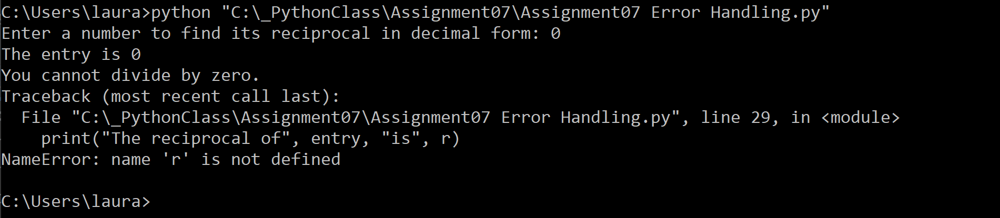 C:\Users\laura>python "C:\_PythonClass\Assignment07\Assignment07 Error Handling.py"
Enter a number to find its reciprocal in decimal form: 0
The entry is 0
You cannot divide by zero.
Traceback (most recent call last):
  File "C:\_PythonClass\Assignment07\Assignment07 Error Handling.py", line 29, in <module>
    print("The reciprocal of", entry, "is", r)
NameError: name 'r' is not defined
C:\Users\laura>